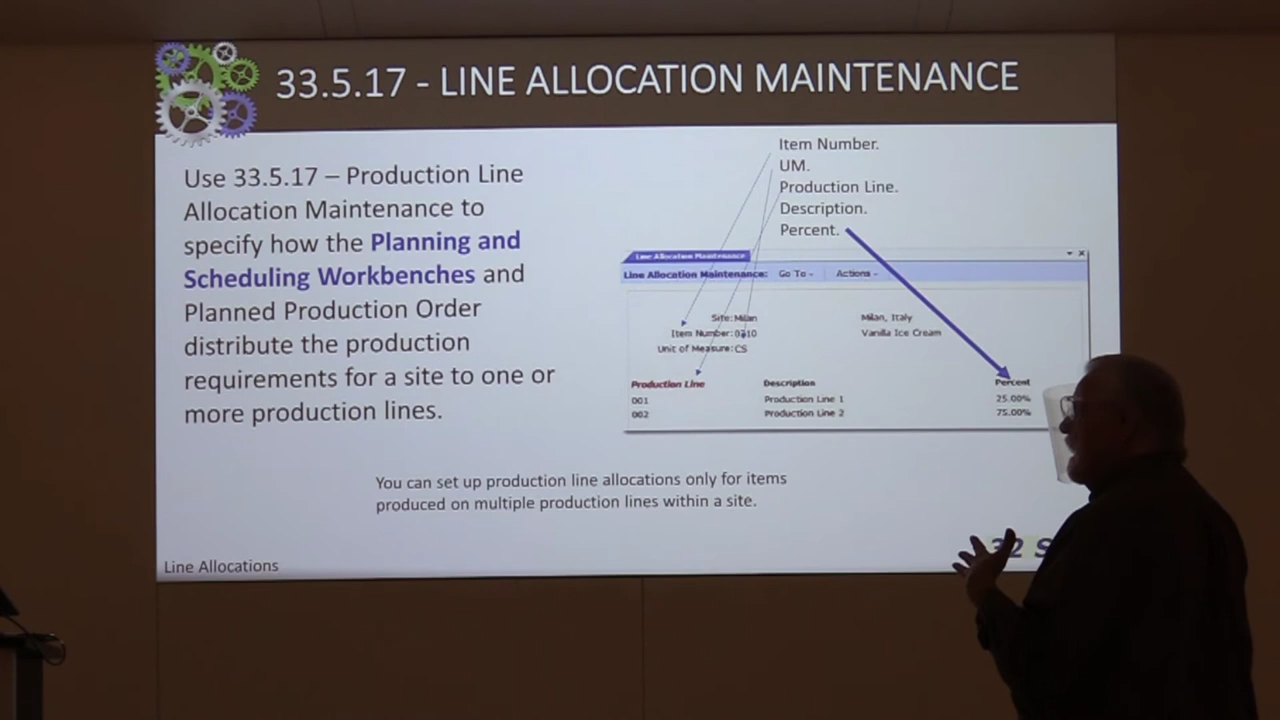 33.5.17 - LINE ALLOCATION MAINTENANCE
Use 33.5.17 – Production Line
Allocation Maintenance to
specify how the Planning and
Scheduling Workbenches and
Planned Production Order
distribute the production
requirements for a site to one or
more production lines.
Item Number.
UM.
Production Line.
Description.
Percent.
Line Allocation Maintenance
Line Allocation Maintenance: Go To Actions
Site: Milan Milan, Italy
Item Number: Vanilla Ice Cream
Unit of Measure: CS
Production Line Description Percent
001 Production Line 1 25.00%
002 Production Line 2 75.00%
You can set up production line allocations only for items
produced on multiple production lines within a site.
Line Allocations
32 S